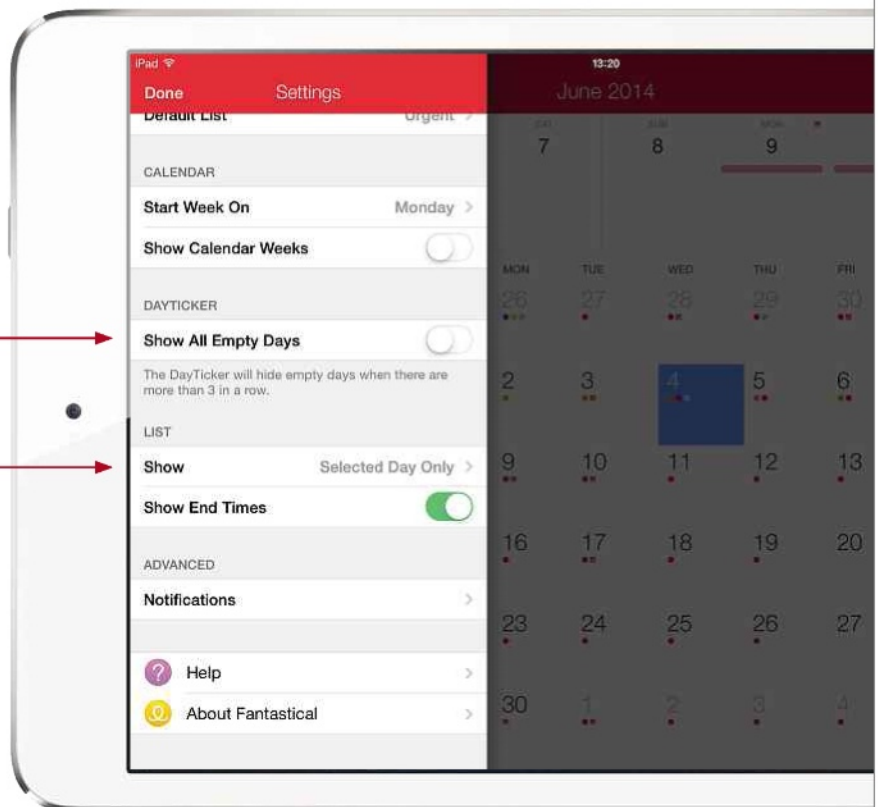 iPad
13:20
Done Settings
June 2014
Default List Urgent
SAT SUN MON
7 8 9
CALENDAR
Start Week On Monday
Show Calendar Weeks
MON TUE WED THU FRI
26 27 28 29 30
DAYTICKER
Show All Empty Days
The DayTicker will hide empty days when there are
more than 3 in a row.
2 3 4 5 6
LIST
Show Selected Day Only
9 10 11 12 13
Show End Times
16 17 18 19 20
ADVANCED
Notifications
23 24 25 26 27
? Help
About Fantastical
30 1 2 3 4